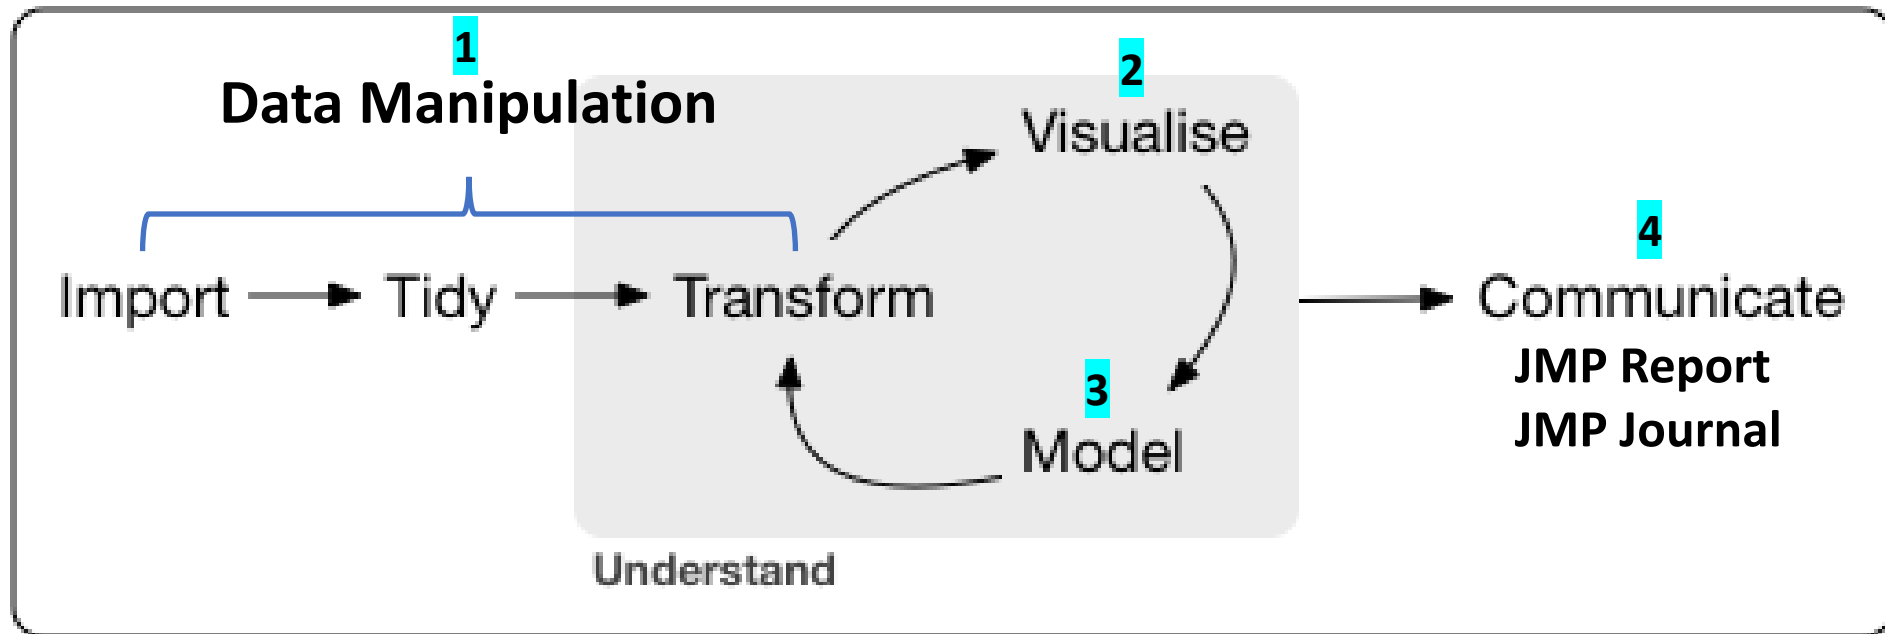 1
Data Manipulation
2
Visualise
Import
Tidy
Transform
3
Model
Understand
4
Communicate
JMP Report
JMP Journal